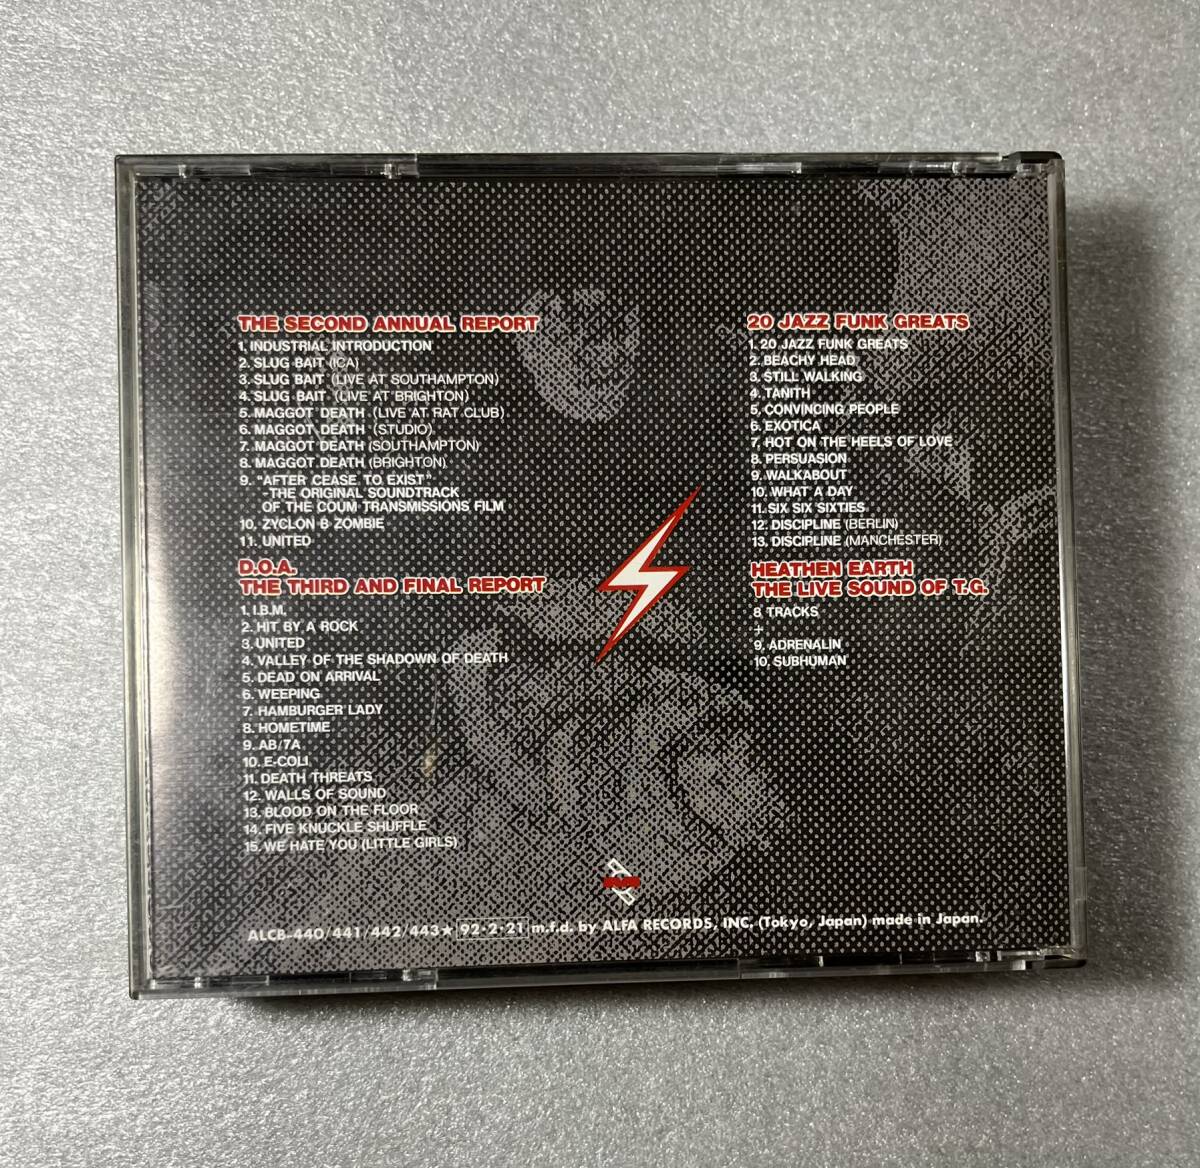 THE SECOND ANNUAL REPORT
1. INDUSTRIAL INTRODUCTION
2. SLUG BAIT (ICA)
3. SLUG BAIT (LIVE AT SOUTHAMPTON)
4. SLUG BAIT (LIVE AT BRIGHTON)
5. MAGGOT DEATH (LIVE AT RAT CLUB)
6. MAGGOT DEATH (STUDIO)
7. MAGGOT DEATH (SOUTHAMPTON)
8. MAGGOT DEATH (BRIGHTON)
9. "AFTER CEASE TO EXIST"
-THE ORIGINAL SOUNDTRACK
OF THE COUM TRANSMISSIONS FILM
10. ZYCLON B ZOMBIE
11. UNITED
D.O.A.
THE THIRD AND FINAL REPORT
1. I.B.M.
2. HIT BY A ROCK
3. UNITED
4. VALLEY OF THE SHADOWN OF DEATH
5. DEAD ON ARRIVAL
6. WEEPING
7. HAMBURGER LADY
8. HOMETIME
9. AB/7A
10. E-COLI
11. DEATH THREATS
12. WALLS OF SOUND
13. BLOOD ON THE FLOOR
14. FIVE KNUCKLE SHUFFLE
15. WE HATE YOU (LITTLE GIRLS)
20 JAZZ FUNK GREATS
1. 20 JAZZ FUNK GREATS
2. BEACHY HEAD
3. STILL WALKING
4. TANITH
5. CONVINCING PEOPLE
6. EXOTICA
7. HOT ON THE HEELS OF LOVE
8. PERSUASION
9. WALKABOUT
10. WHAT A DAY
11. SIX SIX SIXTIES
12. DISCIPLINE (BERLIN)
13. DISCIPLINE (MANCHESTER)
HEATHEN EARTH
THE LIVE SOUND OF T.G.
8 TRACKS
+
9. ADRENALIN
10. SUBHUMAN
ALCB-440/441/442/443★ 92·2·21 m.f.d. by ALFA RECORDS, INC. (Tokyo, Japan) made in Japan.